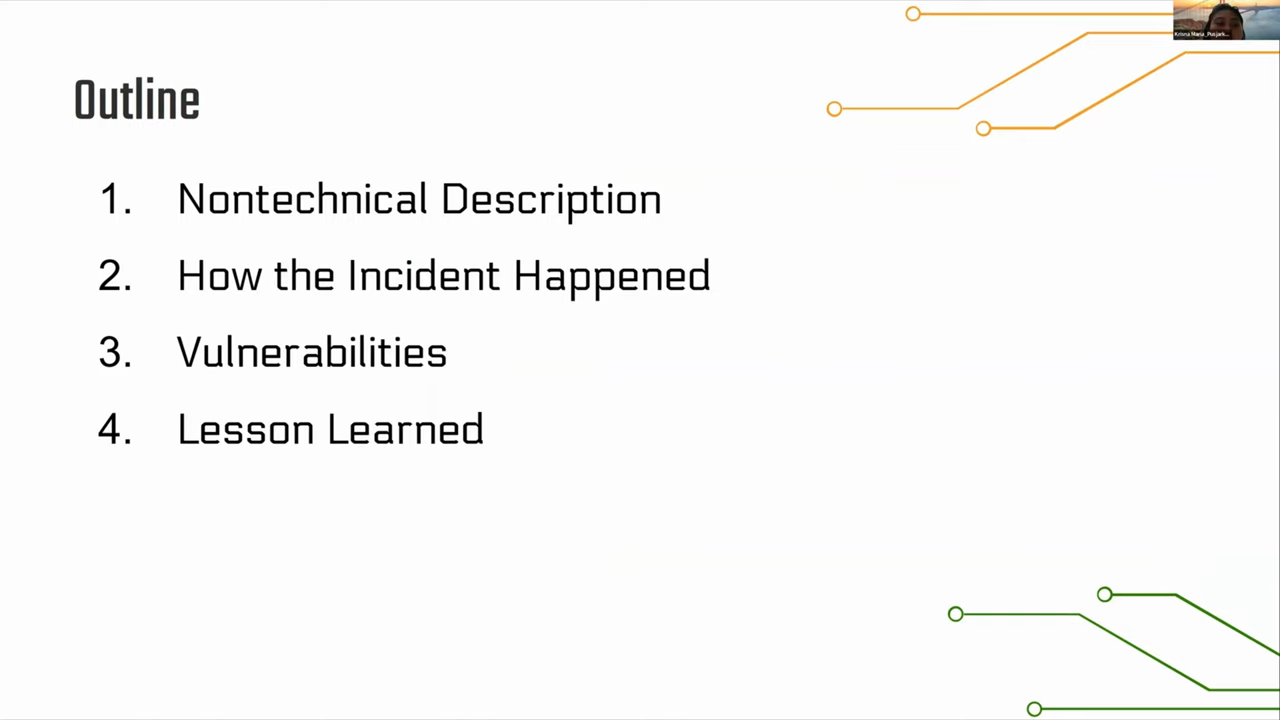 Outline
1. Nontechnical Description
2. How the Incident Happened
3. Vulnerabilities
4. Lesson Learned